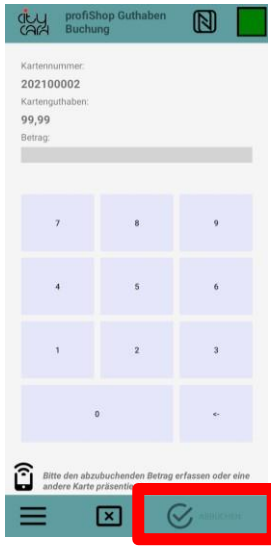 city profiShop Guthaben
CARD Buchung
Kartennummer:
202100002
Kartenguthaben:
99,99
Betrag:
7 8 9
4 5 6
1 2 3
0 <-
Bitte den abzubuchenden Betrag erfassen oder eine
andere Karte präsentieren
ABBUCHEN